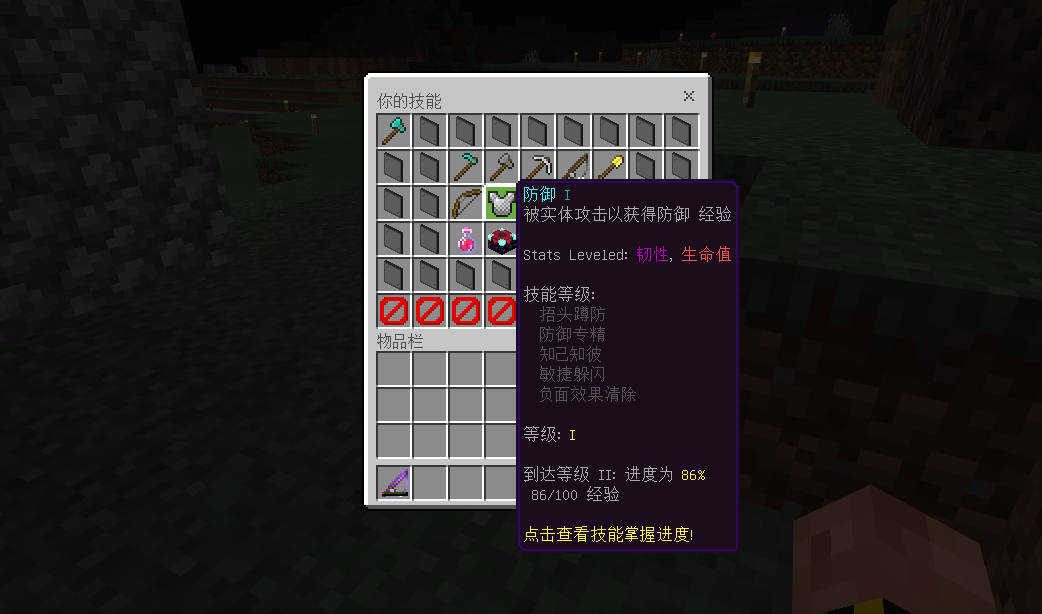 你的技能
防御 I
被实体攻击以获得防御 经验
Stats Leveled: 韧性, 生命值
技能等级:
捂头蹲防
防御专精
知己知彼
敏捷躲闪
负面效果清除
物品栏
等级: I
到达等级 II: 进度为 86%
86/100 经验
点击查看技能掌握进度!